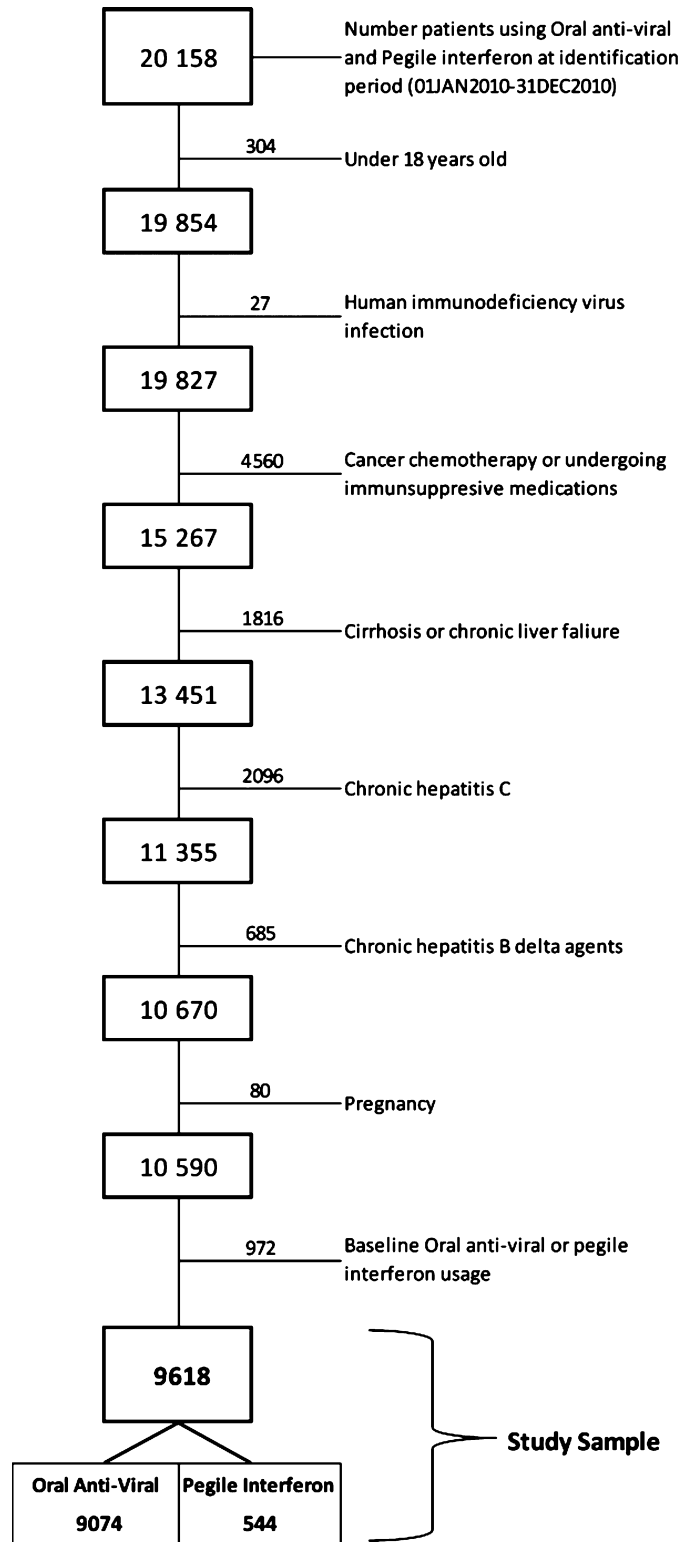 20 158
Number patients using Oral anti-viral
and Pegile interferon at identification
period (01JAN2010-31DEC2010)
304
Under 18 years old
19 854
27
Human immunodeficiency virus
infection
19 827
4560
Cancer chemotherapy or undergoing
immunsuppresive medications
15 267
1816
Cirrhosis or chronic liver faliure
13 451
2096
Chronic hepatitis C
11 355
685
Chronic hepatitis B delta agents
10 670
80
Pregnancy
10 590
972
Baseline Oral anti-viral or pegile
interferon usage
9618
Study Sample
Oral Anti-Viral
9074
Pegile Interferon
544